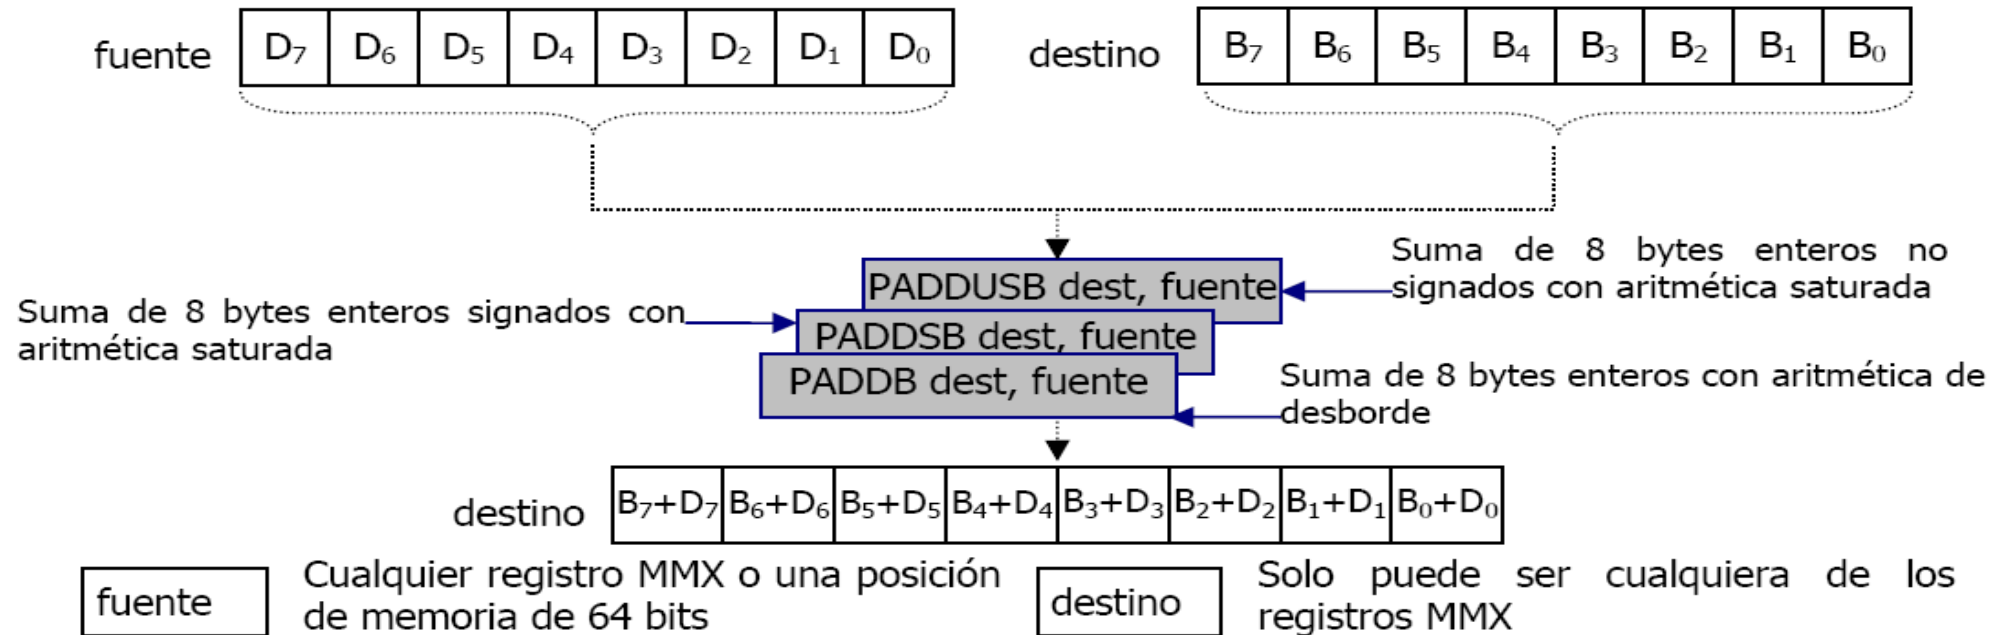 fuente D₇ D₆ D₅ D₄ D₃ D₂ D₁ D₀ destino B₇ B₆ B₅ B₄ B₃ B₂ B₁ B₀
Suma de 8 bytes enteros no
signados con aritmética saturada
PADDUSB dest, fuente
Suma de 8 bytes enteros signados con
aritmética saturada
PADDSB dest, fuente
PADDB dest, fuente
Suma de 8 bytes enteros con aritmética de
desborde
destino B₇+D₇ B₆+D₆ B₅+D₅ B₄+D₄ B₃+D₃ B₂+D₂ B₁+D₁ B₀+D₀
fuente
Cualquier registro MMX o una posición
de memoria de 64 bits
destino
Solo puede ser cualquiera de los
registros MMX